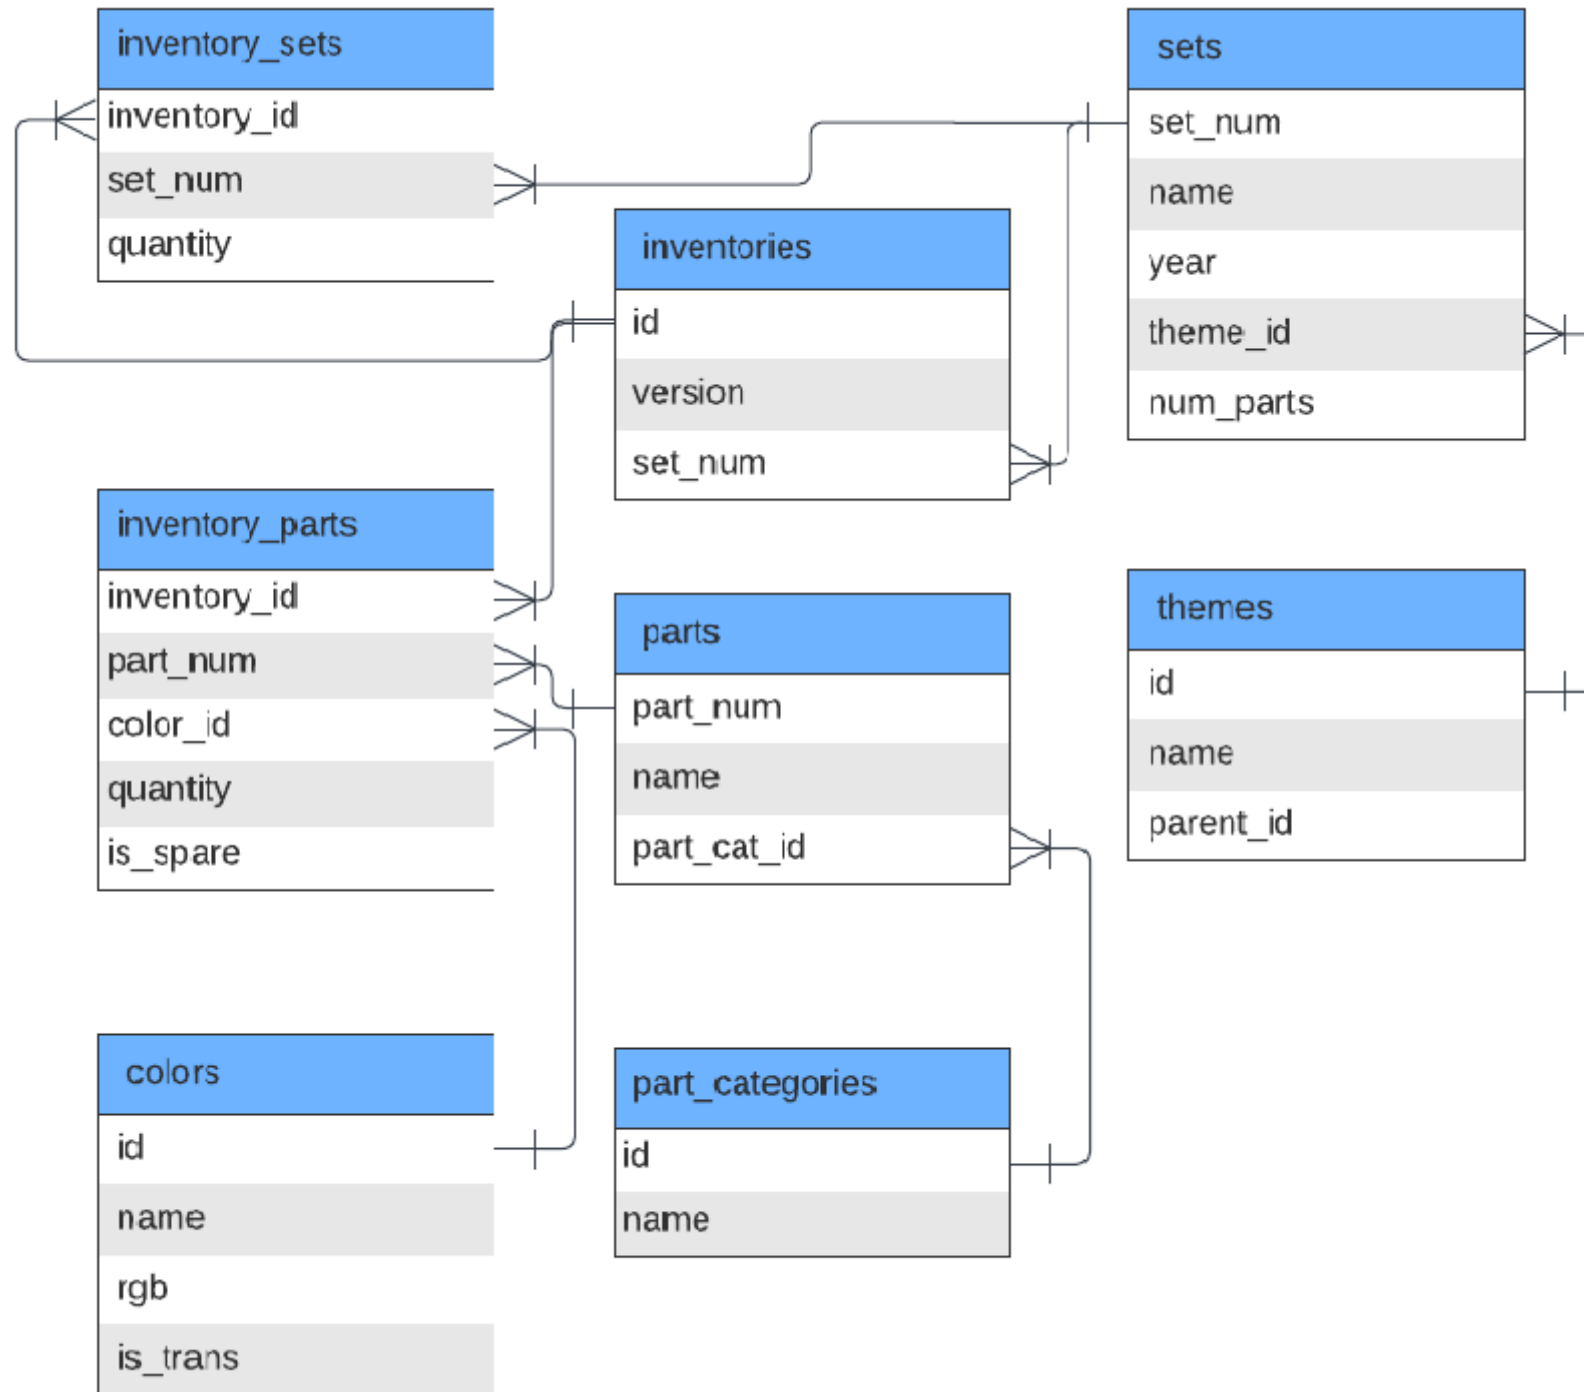 inventory_sets
inventory_id
set_num
quantity
sets
set_num
name
year
theme_id
num_parts
inventories
id
version
set_num
inventory_parts
inventory_id
part_num
color_id
quantity
is_spare
parts
part_num
name
part_cat_id
themes
id
name
parent_id
colors
id
name
rgb
is_trans
part_categories
id
name